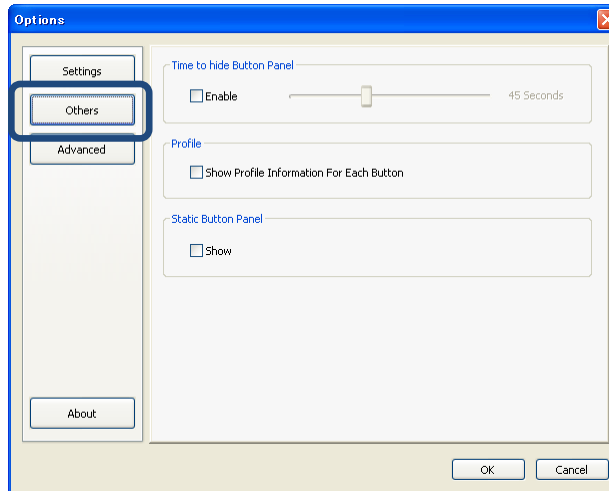 Options
Settings
Others
Advanced
About
Time to hide Button Panel
Enable 45 Seconds
Profile
Show Profile Information For Each Button
Static Button Panel
Show
OK Cancel